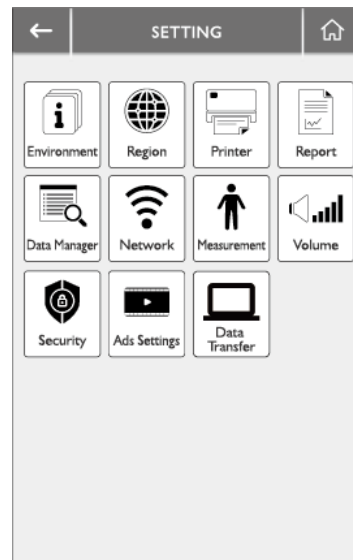 SETTING
Environment
Region
Printer
Report
Data Manager
Network
Measurement
Volume
Security
Ads Settings
Data
Transfer